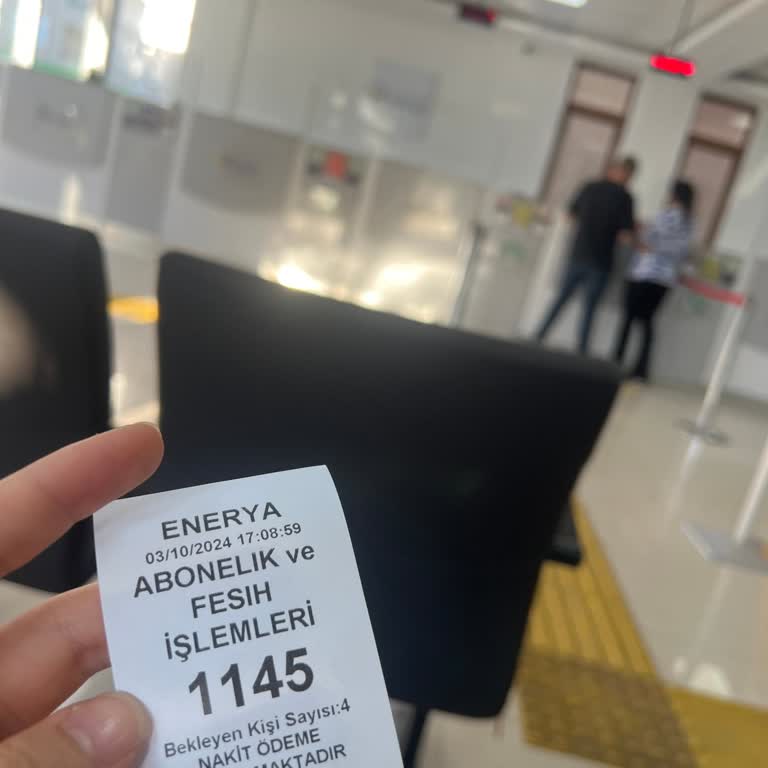 ENERYA
03/10/2024 17:08:59
ABONELIK ve
FESIH
İŞLEMLERİ
1145
Bekleyen Kişi Sayısı:4
NAKİT ÖDEME